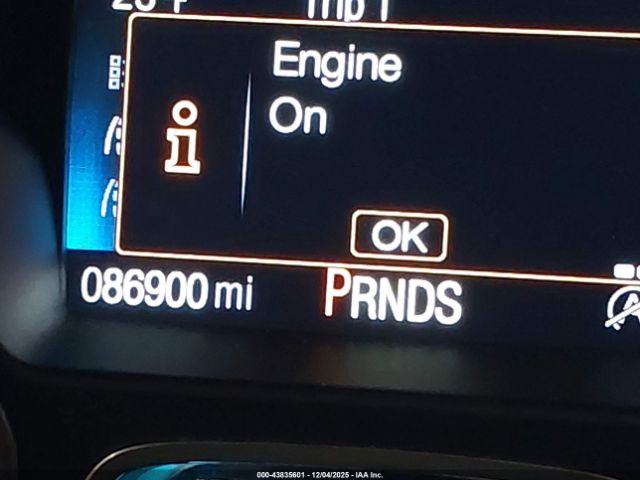 Trip 1
Engine
On
OK
086900 mi PRNDS
000-43835601 - 12/04/2025 - IAA Inc.